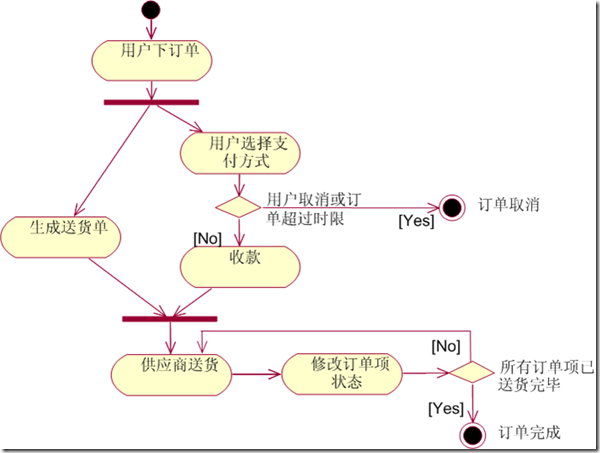 用户下订单
用户选择支
付方式
用户取消或订
单超过时限
[Yes]
订单取消
生成送货单
[No]
收款
供应商送货
修改订单项
状态
[No]
所有订单项已
送货完毕
[Yes]
订单完成